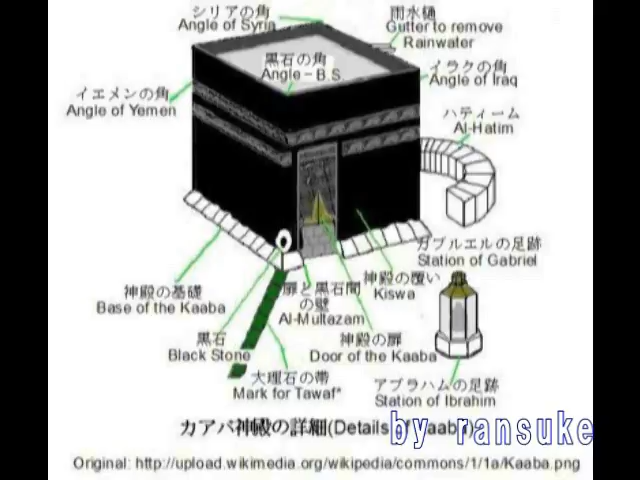 シリアの角
Angle of Syria
雨水樋
Gutter to remove
Rainwater
黒石の角
Angle-B.S
イラクの角
Angle of Iraq
イエメンの角
Angle of Yemen
ハティーム
Al-Hatim
ガブルエルの足跡
Station of Gabriel
神殿の覆い
Kiswa
扉と黒石間
の壁
Al-Multazam
神殿の基礎
Base of the Kaaba
黒石
Black Stone
神殿の扉
Door of the Kaaba
大理石の帯
Mark for Tawaf*
アブラハムの足跡
Station of Ibrahim
カアバ神殿の詳細(Details of Kaaba)
by ransuke
Original: http://upload.wikimedia.org/wikipedia/commons/1/1a/Kaaba.png